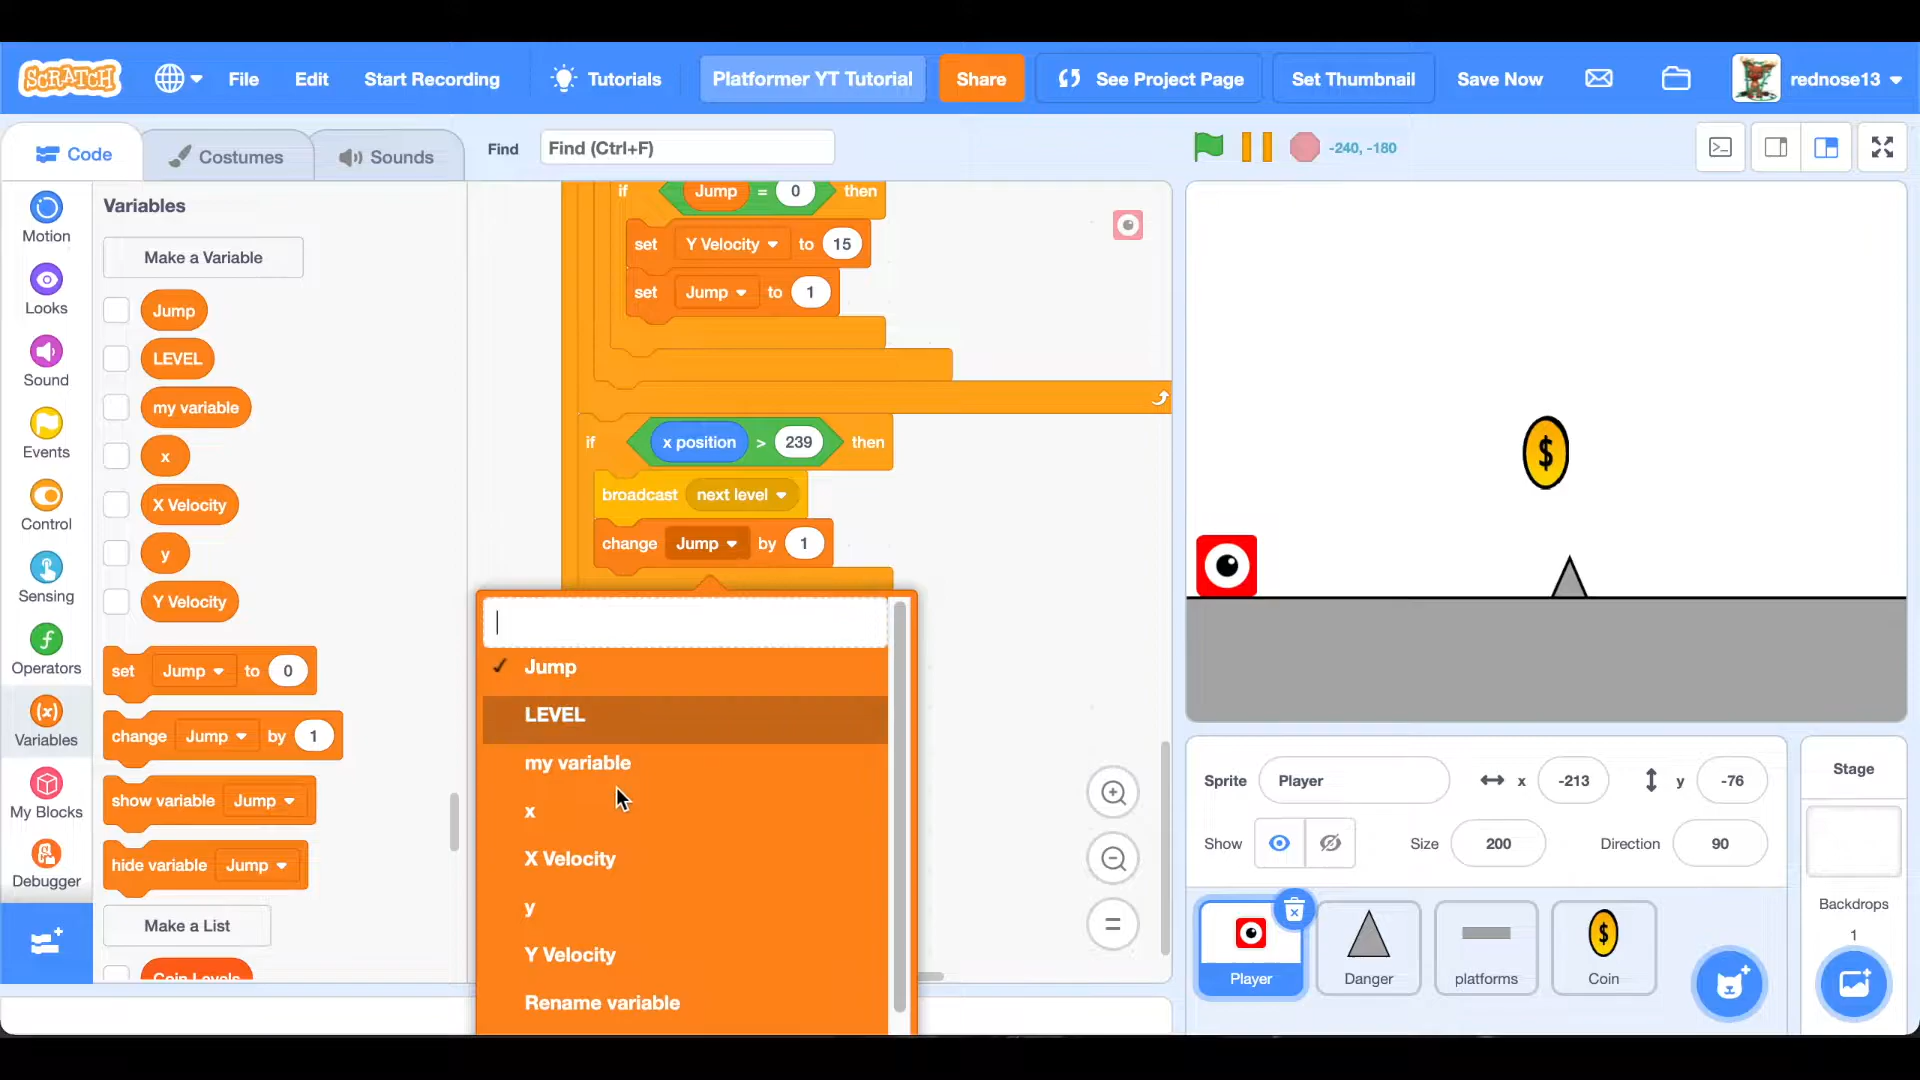 SCRATCH
File
Edit
Start Recording
Tutorials
Platformer YT Tutorial
Share
See Project Page
Set Thumbnail
Save Now
rednose13
Code
Costumes
Sounds
Find
Find (Ctrl+F)
-240, -180
Motion
Looks
Sound
Events
Control
Sensing
Operators
(x)
Variables
My Blocks
Debugger
Variables
Make a Variable
Jump
LEVEL
my variable
x
X Velocity
y
Y Velocity
set Jump to 0
change Jump by 1
show variable Jump
hide variable Jump
Make a List
Coin Levels
if Jump = 0 then
set Y Velocity to 15
set Jump to 1
if x position > 239 then
broadcast next level
change Jump by 1
✓ Jump
LEVEL
my variable
x
X Velocity
y
Y Velocity
Rename variable
$
Sprite Player x -213 y -76
Show Size 200 Direction 90
Player
Danger
platforms
$
Coin
Stage
Backdrops
1